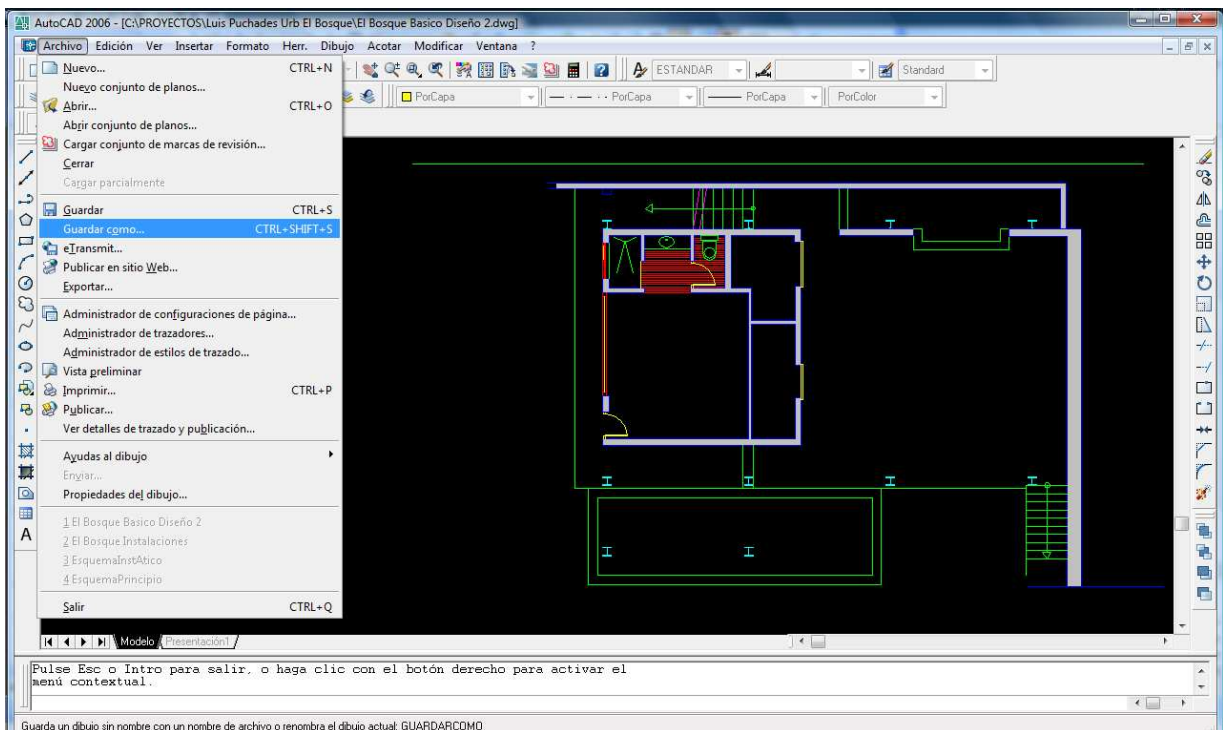 AutoCAD 2006 - [C:\PROYECTOS\Luis Puchades Urb El Bosque\El Bosque Basico Diseño 2.dwg]
Archivo Edición Ver Insertar Formato Herr. Dibujo Acotar Modificar Ventana ?
ESTANDAR Standard
PorCapa PorCapa PorCapa PorColor
Nuevo... CTRL+N
Nuevo conjunto de planos...
Abrir... CTRL+O
Abrir conjunto de planos...
Cargar conjunto de marcas de revisión...
Cerrar
Cargar parcialmente
Guardar CTRL+S
Guardar como... CTRL+SHIFT+S
eTransmit...
Publicar en sitio Web...
Exportar...
Administrador de configuraciones de página...
Administrador de trazadores...
Administrador de estilos de trazado...
Vista preliminar
Imprimir... CTRL+P
Publicar...
Ver detalles de trazado y publicación...
Ayudas al dibujo
Enviar...
Propiedades del dibujo...
1 El Bosque Basico Diseño 2
2 El Bosque Instalaciones
3 EsquemaInstAtico
4 EsquemaPrincipio
Salir CTRL+Q
A
Modelo Presentación1
Pulse Esc o Intro para salir, o haga clic con el botón derecho para activar el
menú contextual.
Guarda un dibujo sin nombre con un nombre de archivo o renombra el dibujo actual: GUARDARCOMO